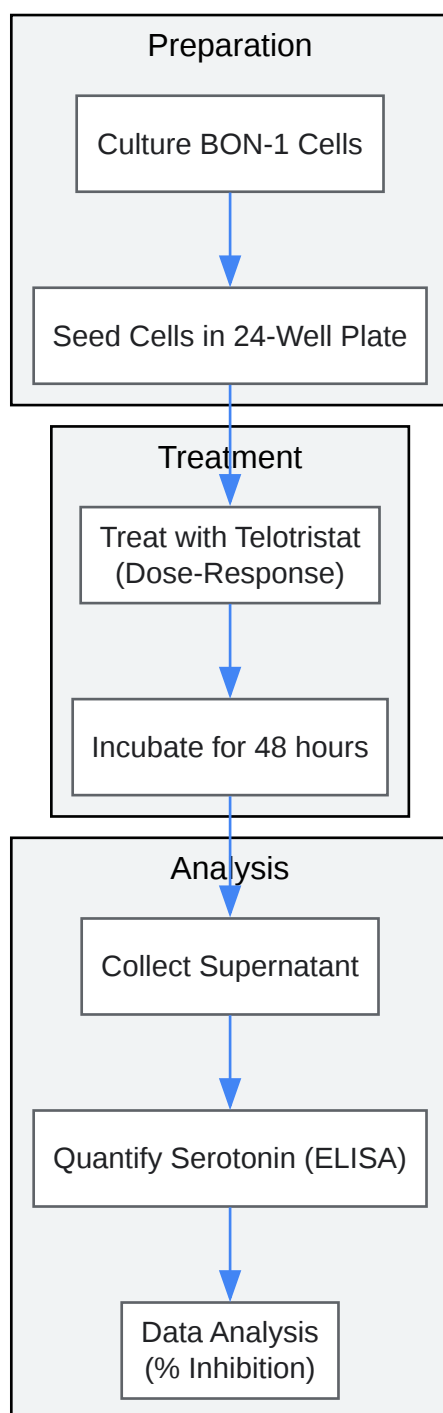 Preparation
Culture BON-1 Cells
Seed Cells in 24-Well Plate
Treatment
Treat with Telotristat
(Dose-Response)
Incubate for 48 hours
Analysis
Collect Supernatant
Quantify Serotonin (ELISA)
Data Analysis
(% Inhibition)